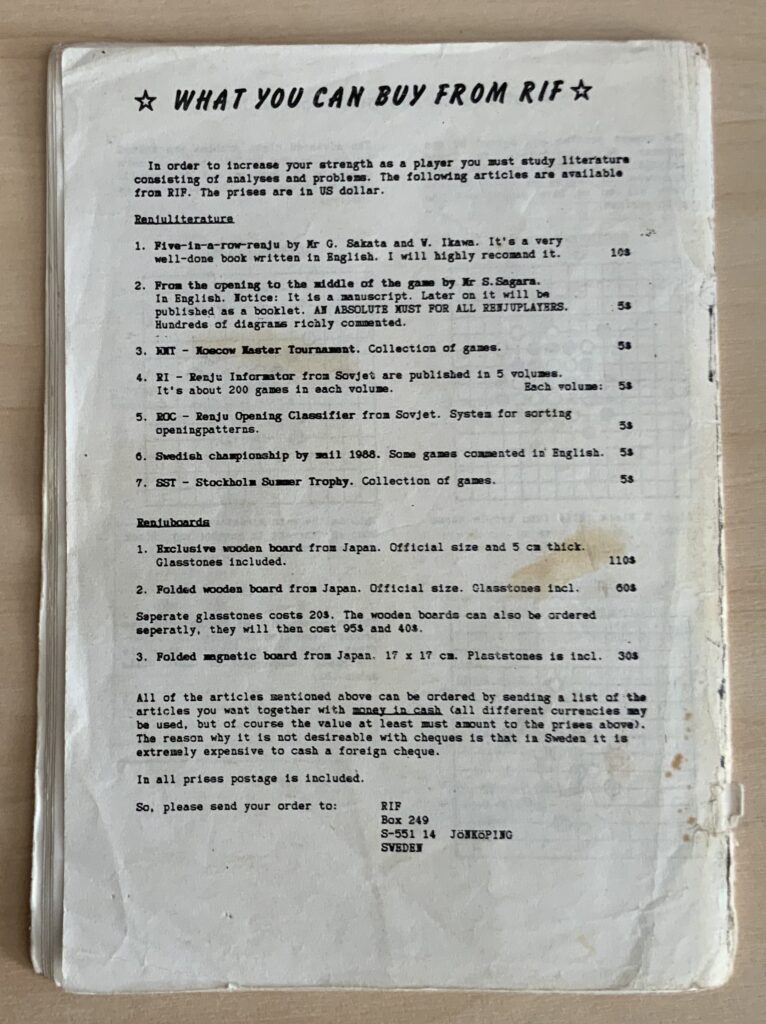 ☆ WHAT YOU CAN BUY FROM RIF ☆
In order to increase your strength as a player you must study literature
consisting of analyses and problems. The following articles are available
from RIF. The prises are in US dollar.
Renjuliterature
1. Five-in-a-row-renju by Mr G. Sakata and W. Ikawa. It's a very
well-done book written in English. I will highly recomand it. 10$
2. From the opening to the middle of the game by Mr S.Sagara.
In English. Notice: It is a manuscript. Later on it will be
published as a booklet. AN ABSOLUTE MUST FOR ALL RENJUPLAYERS. 5$
Hundreds of diagrams richly commented.
3. MMT - Moscow Master Tournament. Collection of games. 5$
4. RI - Renju Informator from Sovjet are published in 5 volumes.
It's about 200 games in each volume. Each volume: 5$
5. ROC - Renju Opening Classifier from Sovjet. System for sorting
openingpatterns. 5$
6. Swedish championship by mail 1988. Some games commented in English. 5$
7. SST - Stockholm Summer Trophy. Collection of games. 5$
Renjuboards
1. Exclusive wooden board from Japan. Official size and 5 cm thick.
Glasstones included. 110$
2. Folded wooden board from Japan. Official size. Glasstones incl. 60$
Seperate glasstones costs 20$. The wooden boards can also be ordered
seperatly, they will then cost 95$ and 40$.
3. Folded magnetic board from Japan. 17 x 17 cm. Plaststones is incl. 30$
All of the articles mentioned above can be ordered by sending a list of the
articles you want together with money in cash (all different currencies may
be used, but of course the value at least must amount to the prises above).
The reason why it is not desireable with cheques is that in Sweden it is
extremely expensive to cash a foreign cheque.
In all prises postage is included.
So, please send your order to: RIF
Box 249
S-551 14 JöNKöPING
SWEDEN